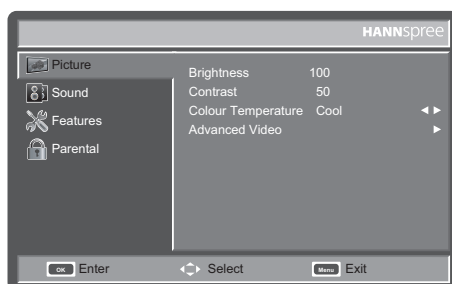 HANNspree
Picture
Sound
Features
Parental
Brightness 100
Contrast 50
Colour Temperature Cool
Advanced Video
OK Enter Select Menu Exit